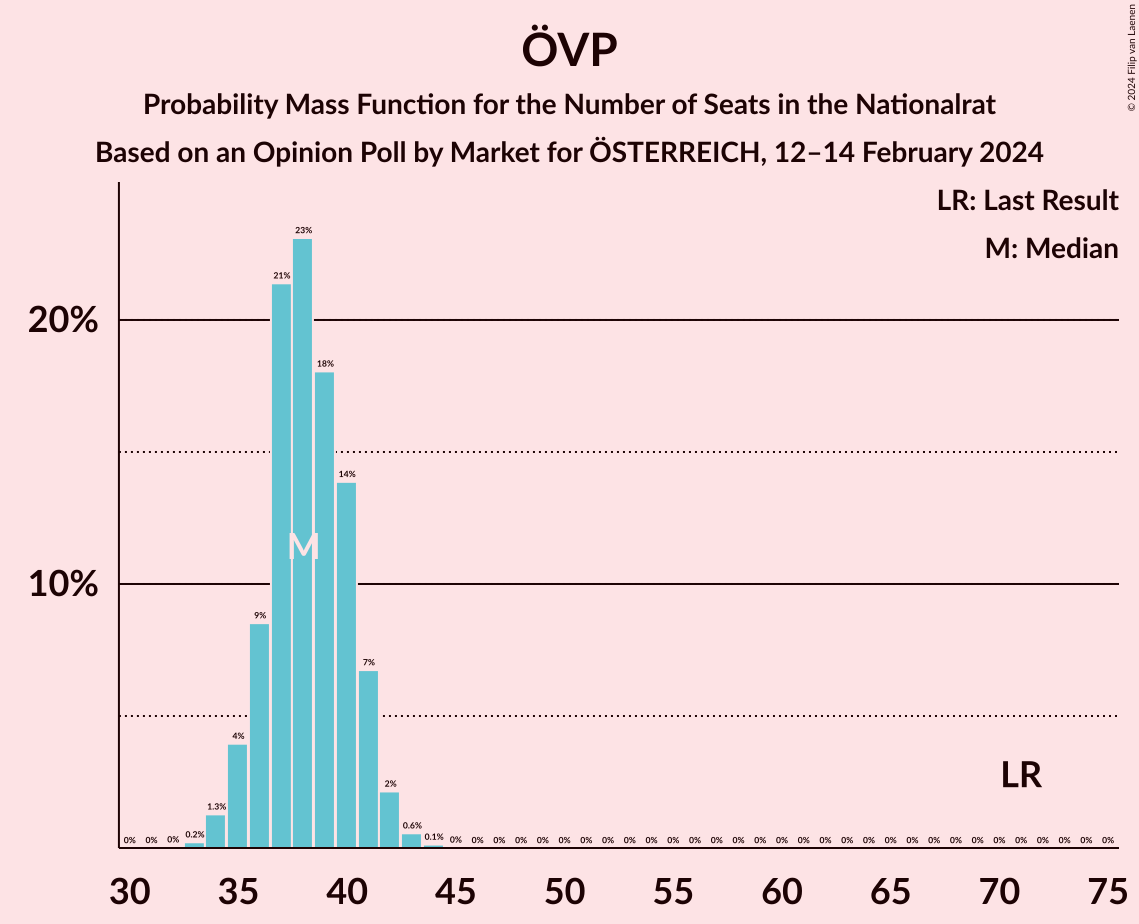 ÖVP
Probability Mass Function for the Number of Seats in the Nationalrat
Based on an Opinion Poll by Market for ÖSTERREICH, 12–14 February 2024
© 2024 Filip van Laenen
LR: Last Result
M: Median
20%
10%
0% 0% 0% 0.2% 1.3% 4% 9% 21% 23% 18% 14% 7% 2% 0.6% 0.1% 0% 0% 0% 0% 0% 0% 0% 0% 0% 0% 0% 0% 0% 0% 0% 0% 0% 0% 0% 0% 0% 0% 0% 0% 0% 0% 0% 0% 0% 0% 0%
M
LR
30 35 40 45 50 55 60 65 70 75